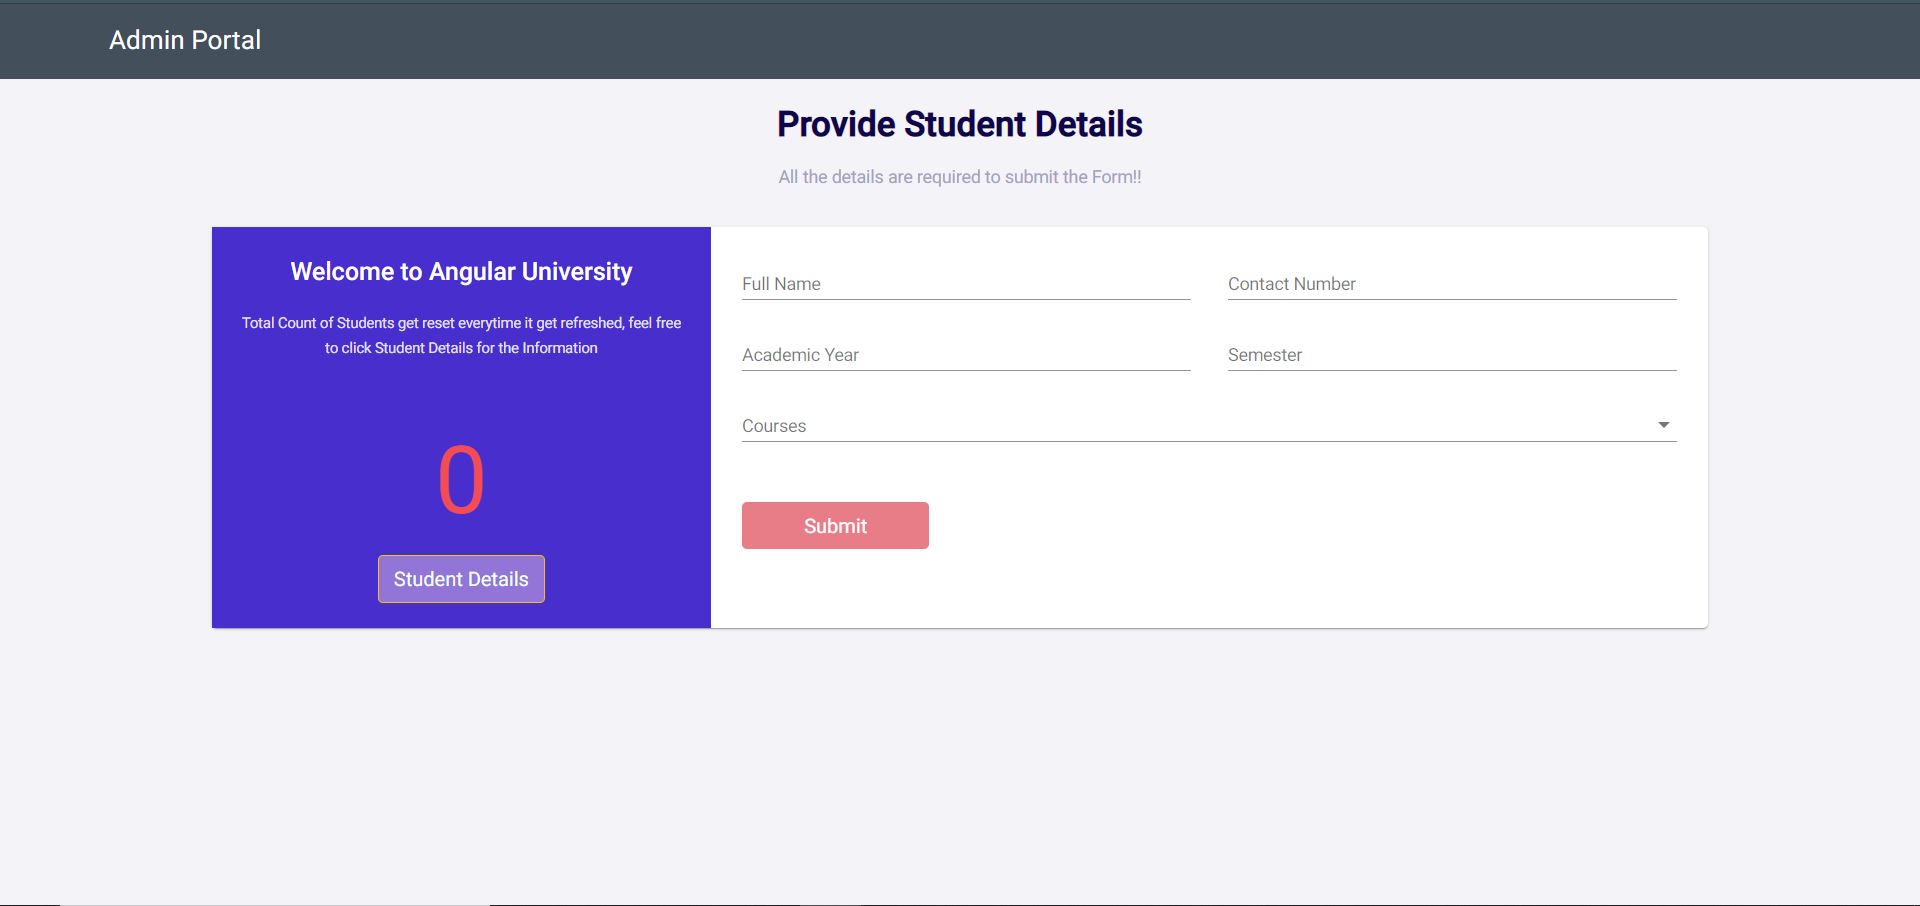 Admin Portal
Provide Student Details
All the details are required to submit the Form!!
Welcome to Angular University
Total Count of Students get reset everytime it get refreshed, feel free
to click Student Details for the Information
0
Student Details
Full Name
Contact Number
Academic Year
Semester
Courses
Submit